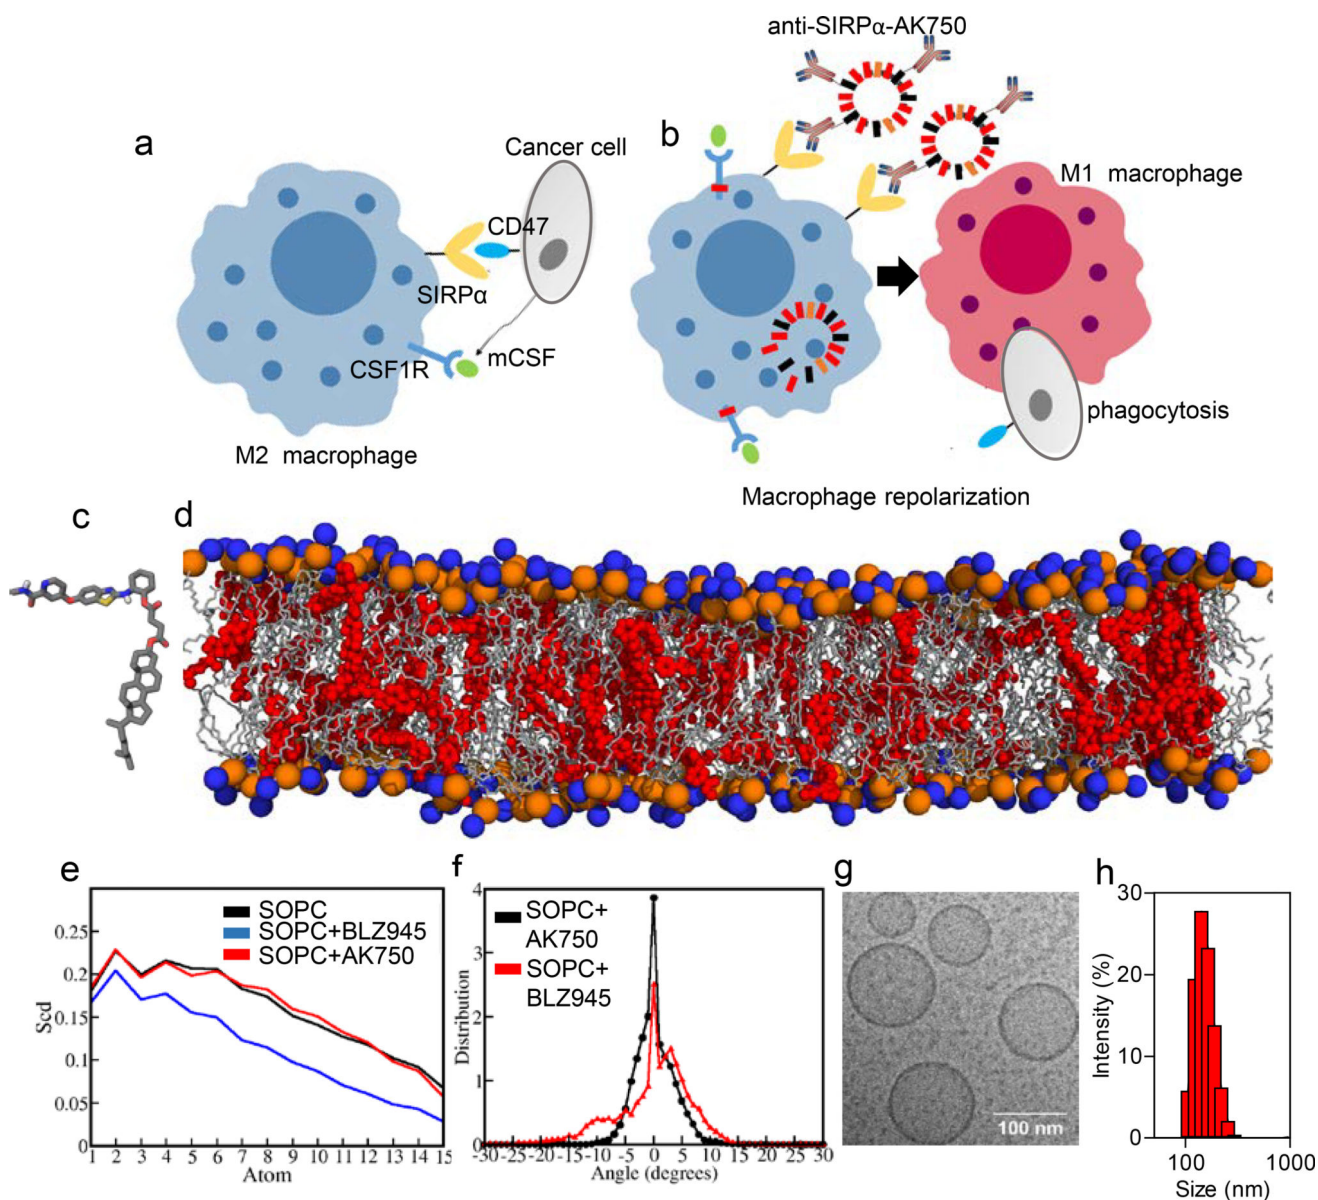 anti-SIRPα-AK750
a
Cancer cell
CD47
SIRPα
CSF1R
mCSF
M2 macrophage
b
M1 macrophage
phagocytosis
Macrophage repolarization
c
d
e
SOPC
SOPC+BLZ945
SOPC+AK750
0.25
0.2
0.15
0.1
0.05
0
Scd
1 2 3 4 5 6 7 8 9 10 11 12 13 14 15
Atom
f
SOPC+
AK750
SOPC+
BLZ945
4
3
2
1
0
Distribution
-30 -25 -20 -15 -10 -5 0 5 10 15 20 25 30
Angle (degrees)
g
100 nm
h
30
20
10
0
Intensity (%)
100 1000
Size (nm)